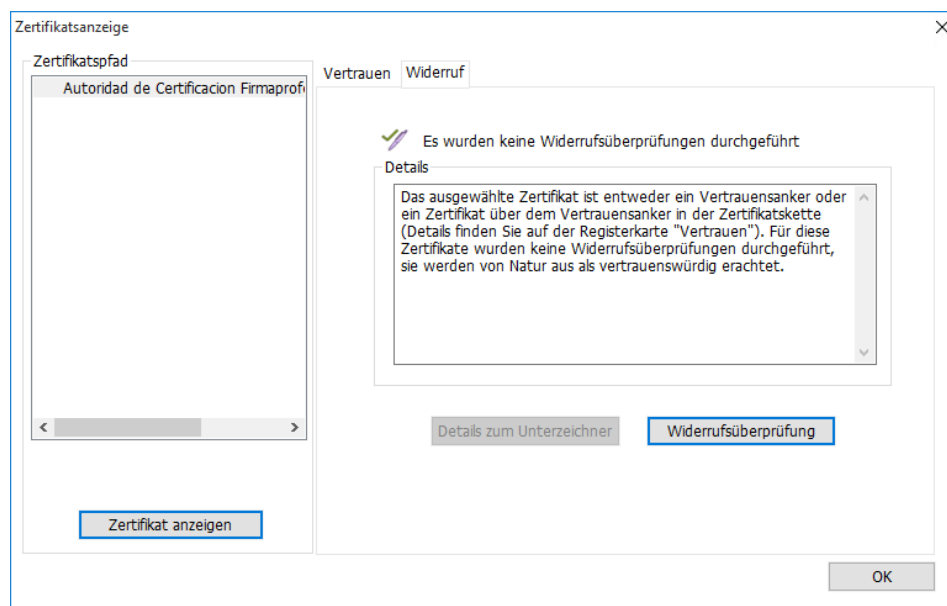 Zertifikatsanzeige
Zertifikatspfad
Autoridad de Certificacion Firmaprof
Vertrauen
Widerruf
Es wurden keine Widerrufsüberprüfungen durchgeführt
Details
Das ausgewählte Zertifikat ist entweder ein Vertrauensanker oder
ein Zertifikat über dem Vertrauensanker in der Zertifikatskette
(Details finden Sie auf der Registerkarte "Vertrauen"). Für diese
Zertifikate wurden keine Widerrufsüberprüfungen durchgeführt,
sie werden von Natur aus als vertrauenswürdig erachtet.
Details zum Unterzeichner
Widerrufsüberprüfung
Zertifikat anzeigen
OK